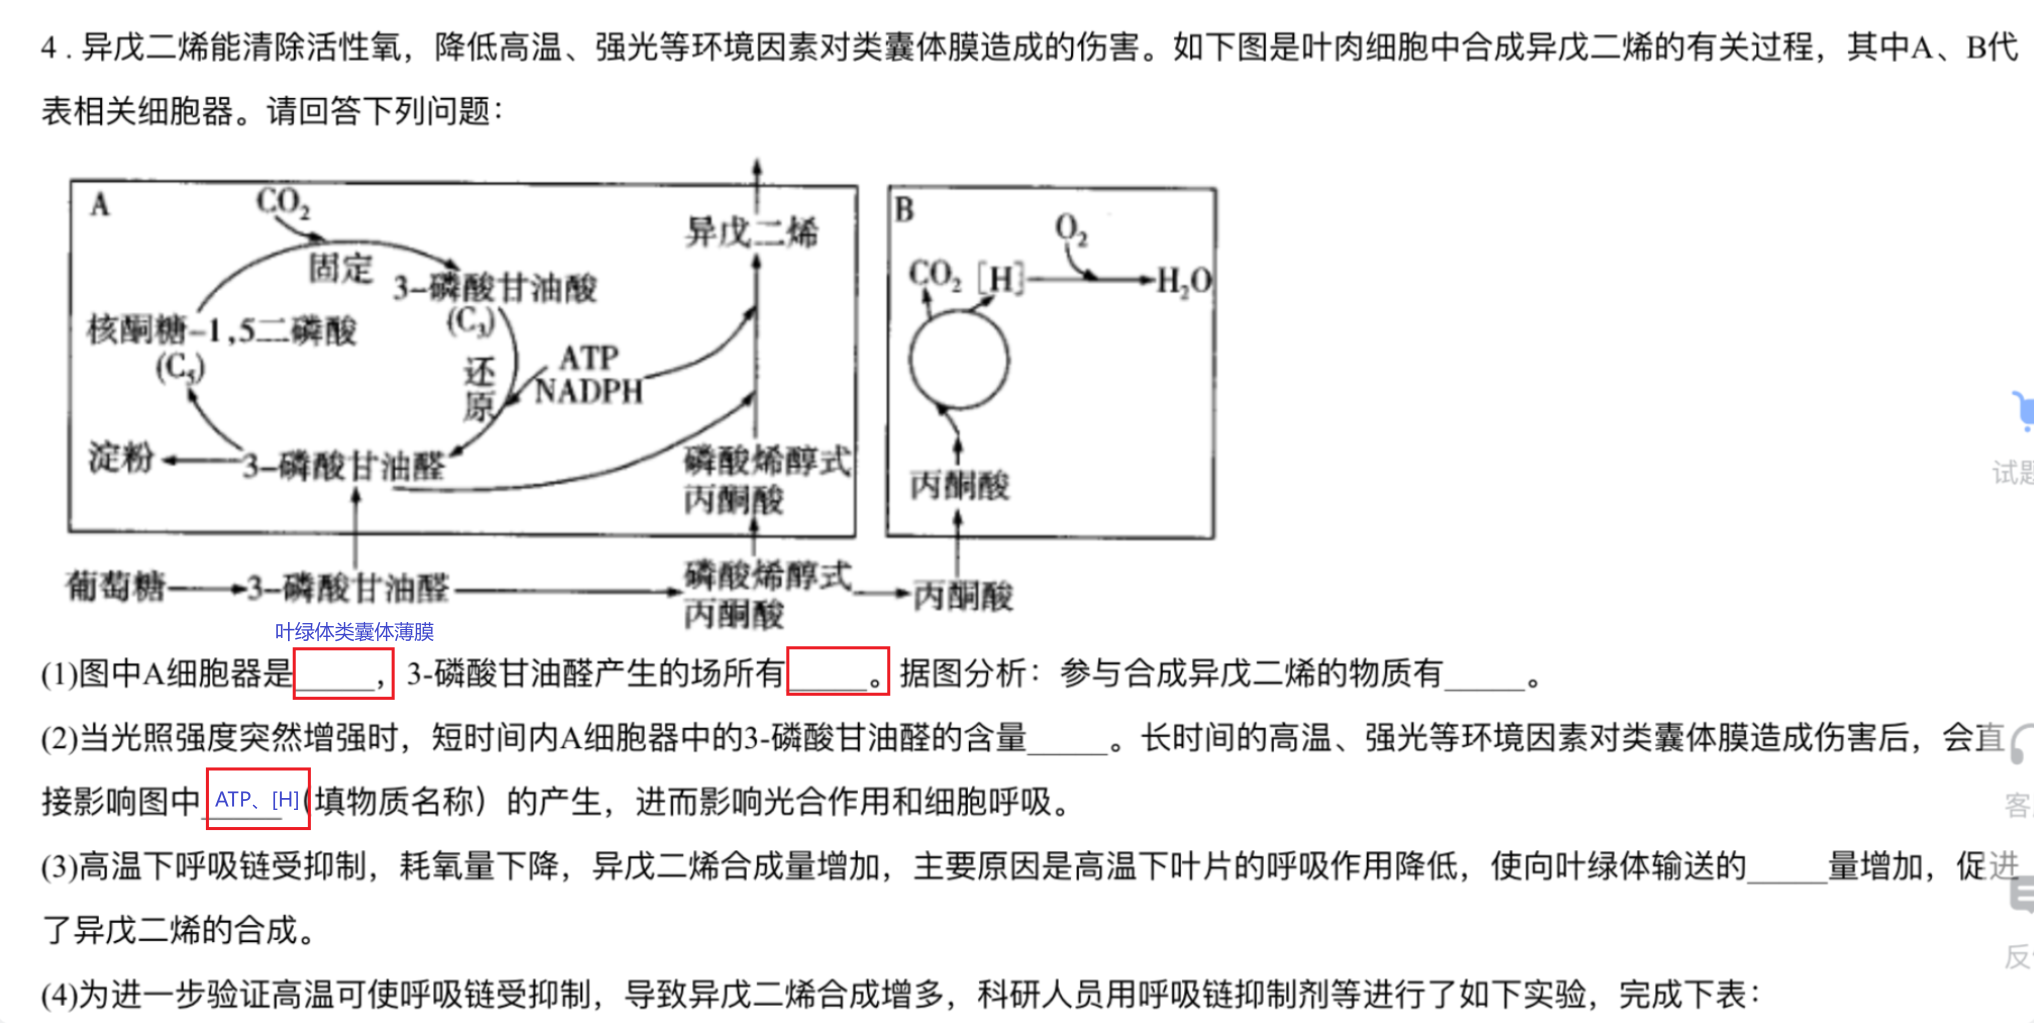 4 . 异戊二烯能清除活性氧，降低高温、强光等环境因素对类囊体膜造成的伤害。如下图是叶肉细胞中合成异戊二烯的有关过程，其中A、B代
表相关细胞器。请回答下列问题：
A
CO₂
固定
3-磷酸甘油酸
(C₃)
核酮糖-1,5二磷酸
(C₅)
还原
ATP
NADPH
淀粉
3-磷酸甘油醛
异戊二烯
磷酸烯醇式
丙酮酸
B
O₂
CO₂ [H]
H₂O
丙酮酸
葡萄糖
3-磷酸甘油醛
磷酸烯醇式
丙酮酸
丙酮酸
叶绿体类囊体薄膜
(1)图中A细胞器是_____，3-磷酸甘油醛产生的场所有_____。据图分析：参与合成异戊二烯的物质有_____。
(2)当光照强度突然增强时，短时间内A细胞器中的3-磷酸甘油醛的含量_____。长时间的高温、强光等环境因素对类囊体膜造成伤害后，会直
接影响图中 ATP、[H] (填物质名称）的产生，进而影响光合作用和细胞呼吸。
(3)高温下呼吸链受抑制，耗氧量下降，异戊二烯合成量增加，主要原因是高温下叶片的呼吸作用降低，使向叶绿体输送的_____量增加，促进
了异戊二烯的合成。
(4)为进一步验证高温可使呼吸链受抑制，导致异戊二烯合成增多，科研人员用呼吸链抑制剂等进行了如下实验，完成下表：
试题
客
反